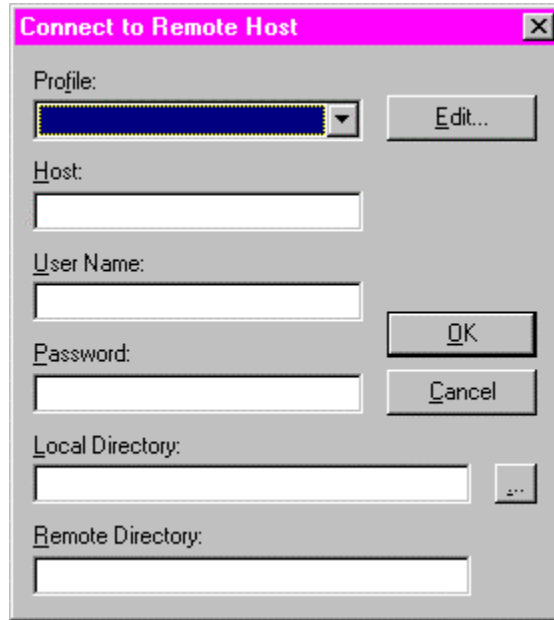 Connect to Remote Host
Profile:
Edit...
Host:
User Name:
OK
Password:
Cancel
Local Directory:
...
Remote Directory: